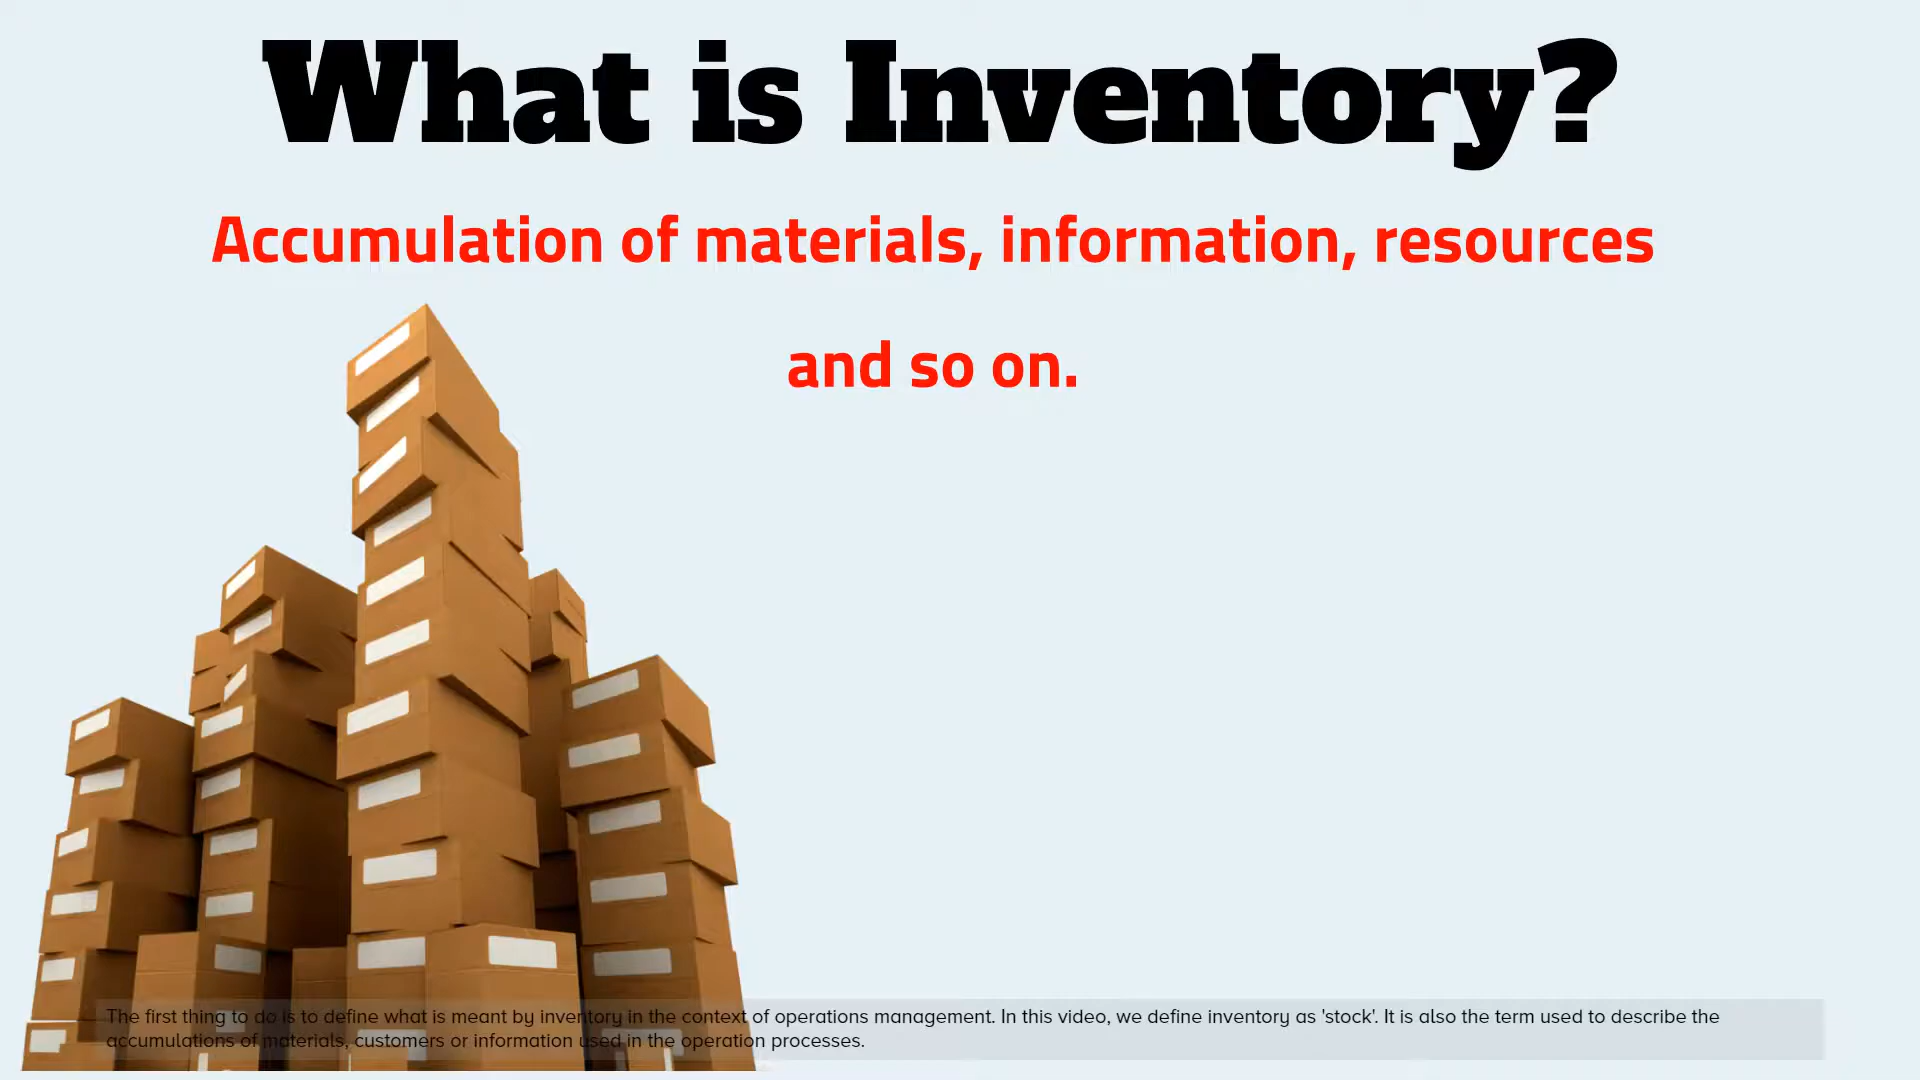 What is Inventory?
Accumulation of materials, information, resources
and so on.
The first thing to do is to define what is meant by inventory in the context of operations management. In this video, we define inventory as 'stock'. It is also the term used to describe the
accumulations of materials, customers or information used in the operation processes.